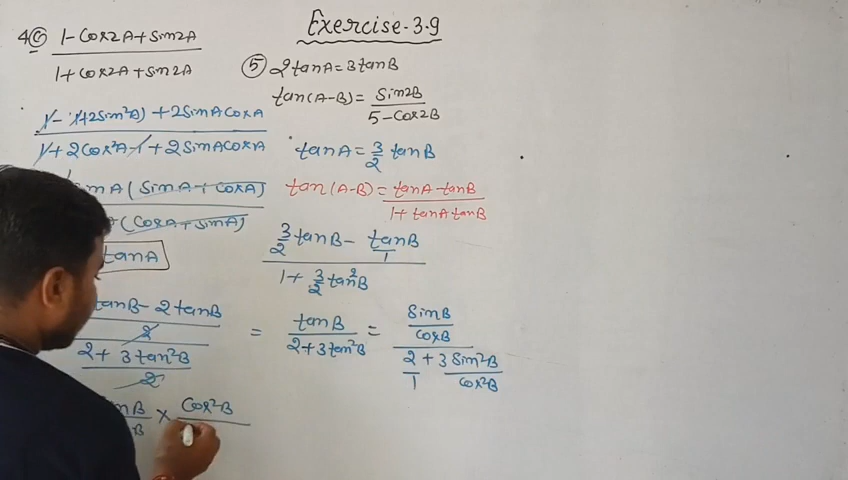 Exercise-3.9
4(c) 1-Cos2A+Sin2A
1+cos2A+sin2A
1-1+2Sin²A+2SinACosA
1+2Cos²A-1+2SinACosA
inA(SinA+CosA)
(CosA+SinA)
tanA
(5) 2tanA=3tanB
tan(A-B)= Sin2B
5-Cos2B
tanA= 3/2 tanB
tan(A-B)= tanA-tanB
1+tanA tanB
3/2 tanB- tanB/1
1+ 3/2 tan²B
tanB-2tanB
2
2+3tan²B
2
= tanB
2+3tan²B
= SinB
CosB
2/1 +3 Sin²B
Cos²B
nB
B
× Cos²B